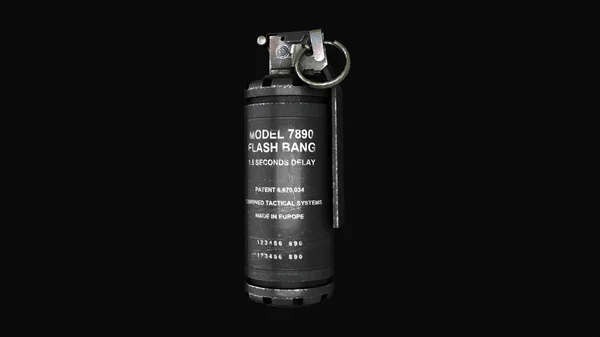 MODEL 7890
FLASH BANG
1.5 SECONDS DELAY
PATENT 6,670,034
TACTICAL SYSTEMS
MADE IN EUROPE
123456 890
123456 890